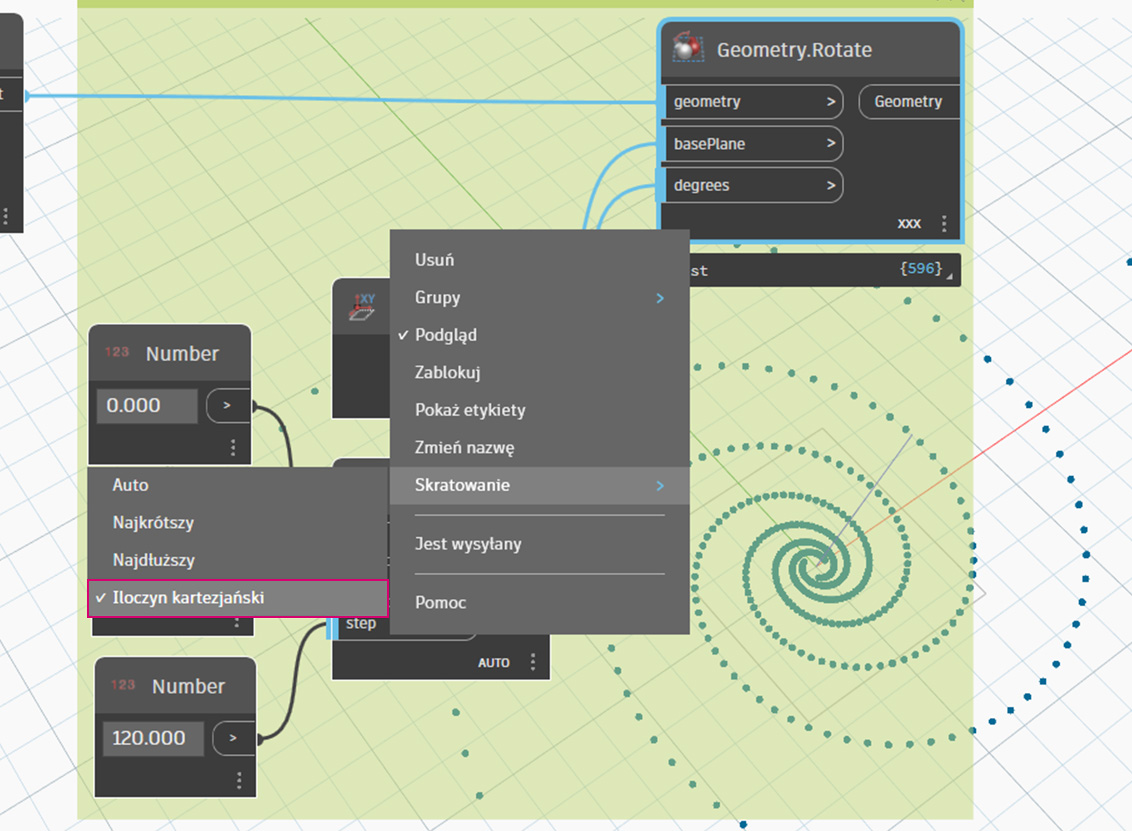 Geometry.Rotate
t
geometry
>
Geometry
basePlane
>
degrees
>
xxx
st
{596}
XY
Usuń
Grupy
>
✓ Podgląd
Zablokuj
Pokaż etykiety
Zmień nazwę
Skratowanie
>
Jest wysyłany
Pomoc
123 Number
0.000
>
Auto
Najkrótszy
Najdłuższy
✓ Iloczyn kartezjański
step
AUTO
123 Number
120.000
>